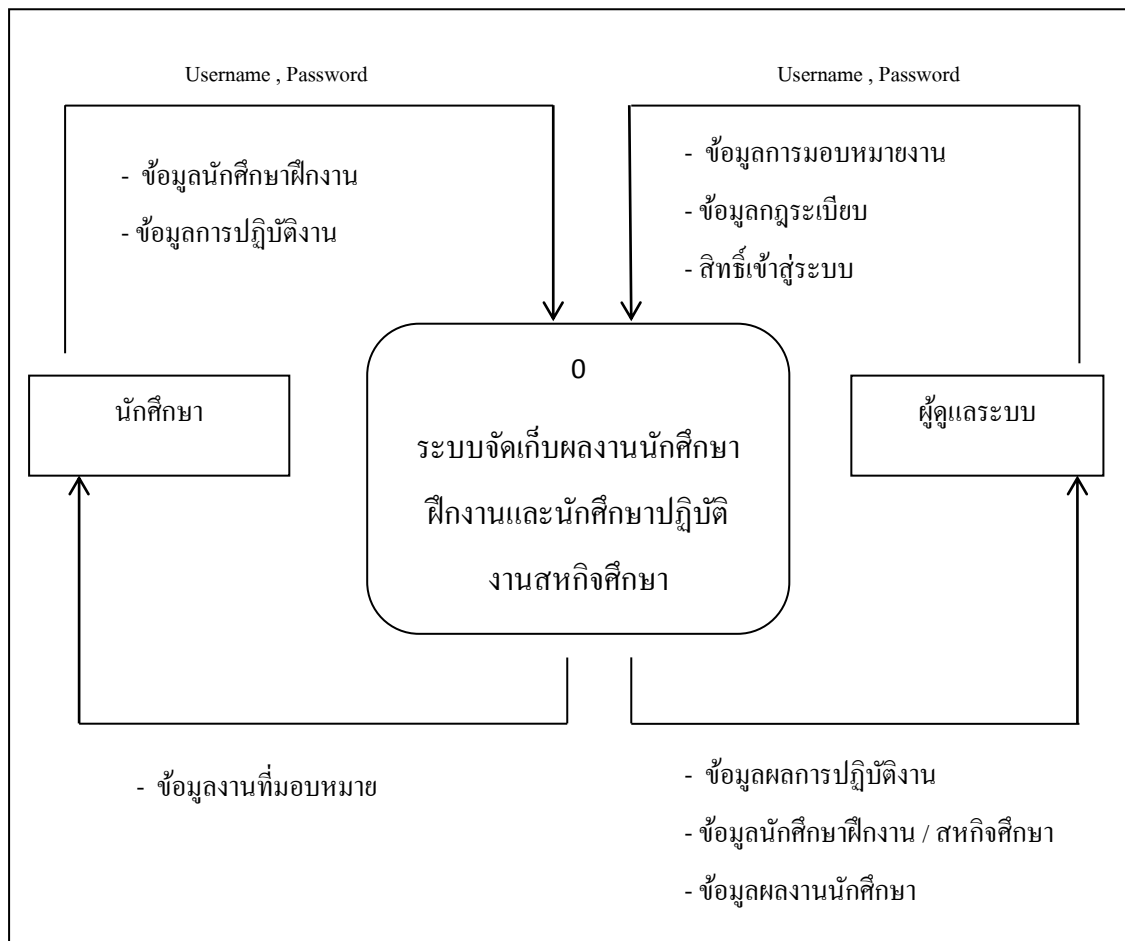 Username , Password
Username , Password
- ข้อมูลนักศึกษาฝึกงาน
- ข้อมูลการปฏิบัติงาน
- ข้อมูลการมอบหมายงาน
- ข้อมูลกฎระเบียบ
- สิทธิ์เข้าสู่ระบบ
นักศึกษา
0
ระบบจัดเก็บผลงานนักศึกษา
ฝึกงานและนักศึกษาปฏิบัติ
งานสหกิจศึกษา
ผู้ดูแลระบบ
- ข้อมูลงานที่มอบหมาย
- ข้อมูลผลการปฏิบัติงาน
- ข้อมูลนักศึกษาฝึกงาน / สหกิจศึกษา
- ข้อมูลผลงานนักศึกษา